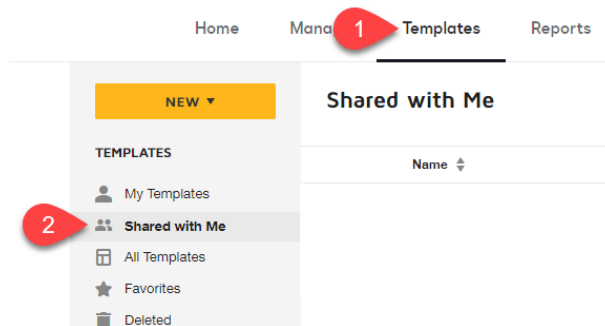 Home Mana 1 Templates Reports
NEW ▼
Shared with Me
TEMPLATES
Name
My Templates
2 Shared with Me
All Templates
Favorites
Deleted